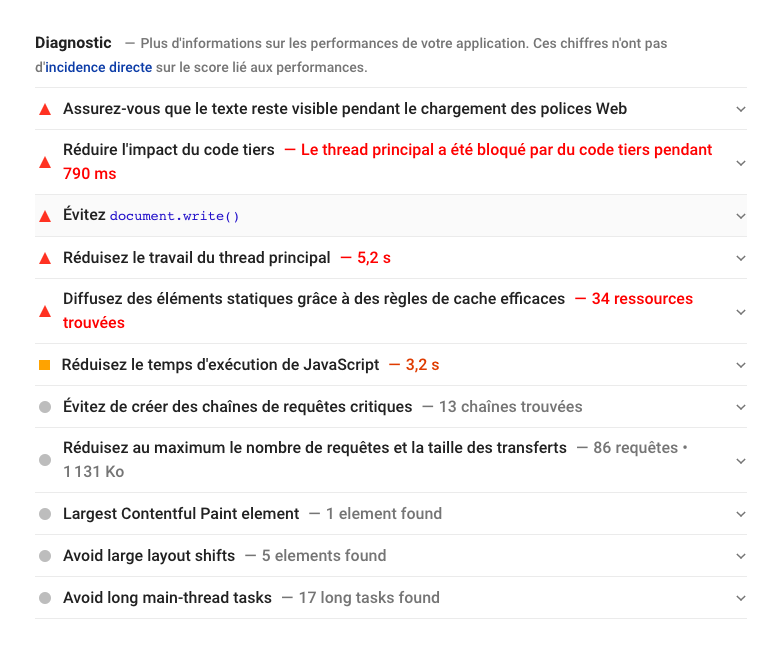 Diagnostic — Plus d'informations sur les performances de votre application. Ces chiffres n'ont pas
d'incidence directe sur le score lié aux performances.
Assurez-vous que le texte reste visible pendant le chargement des polices Web
Réduire l'impact du code tiers — Le thread principal a été bloqué par du code tiers pendant
790 ms
Évitez document.write()
Réduisez le travail du thread principal — 5,2 s
Diffusez des éléments statiques grâce à des règles de cache efficaces — 34 ressources
trouvées
Réduisez le temps d'exécution de JavaScript — 3,2 s
Évitez de créer des chaînes de requêtes critiques — 13 chaînes trouvées
Réduisez au maximum le nombre de requêtes et la taille des transferts — 86 requêtes •
1 131 Ko
Largest Contentful Paint element — 1 element found
Avoid large layout shifts — 5 elements found
Avoid long main-thread tasks — 17 long tasks found